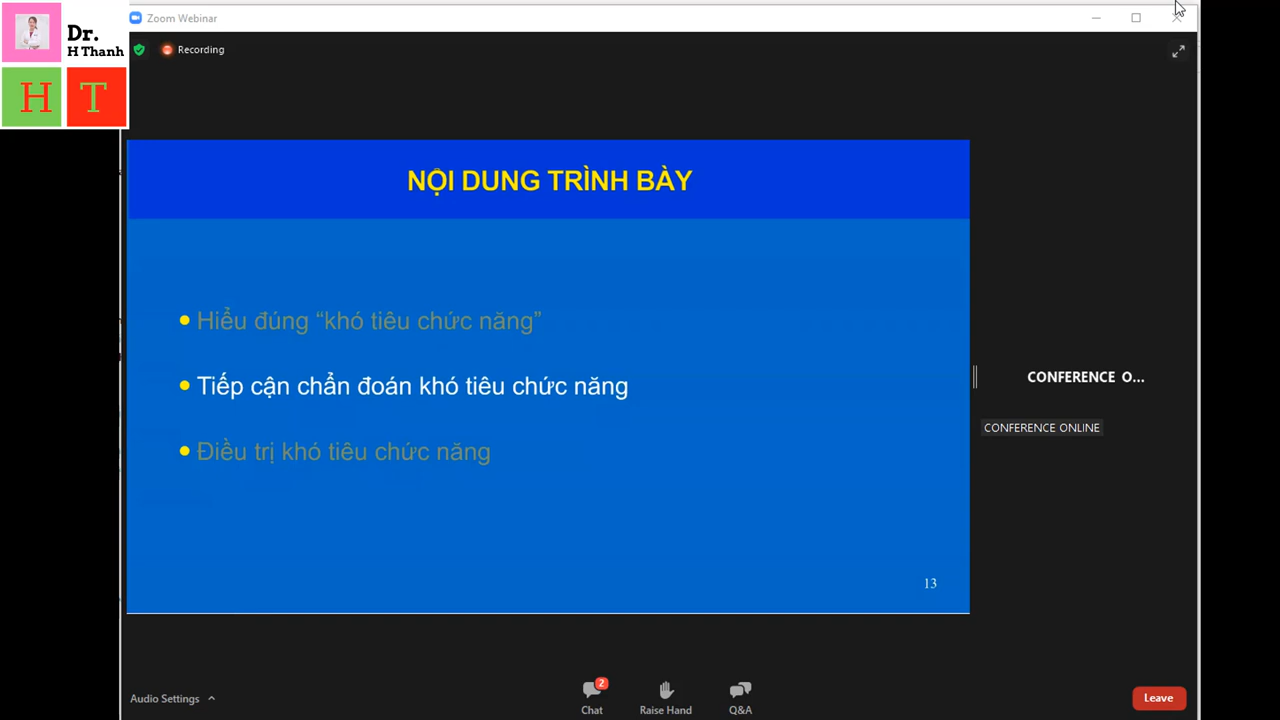 Dr.
H Thanh
H T
Zoom Webinar
Recording
NỘI DUNG TRÌNH BÀY
Hiểu đúng “khó tiêu chức năng”
Tiếp cận chẩn đoán khó tiêu chức năng
Điều trị khó tiêu chức năng
13
CONFERENCE O...
CONFERENCE ONLINE
Audio Settings
2
Chat
Raise Hand
Q&A
Leave